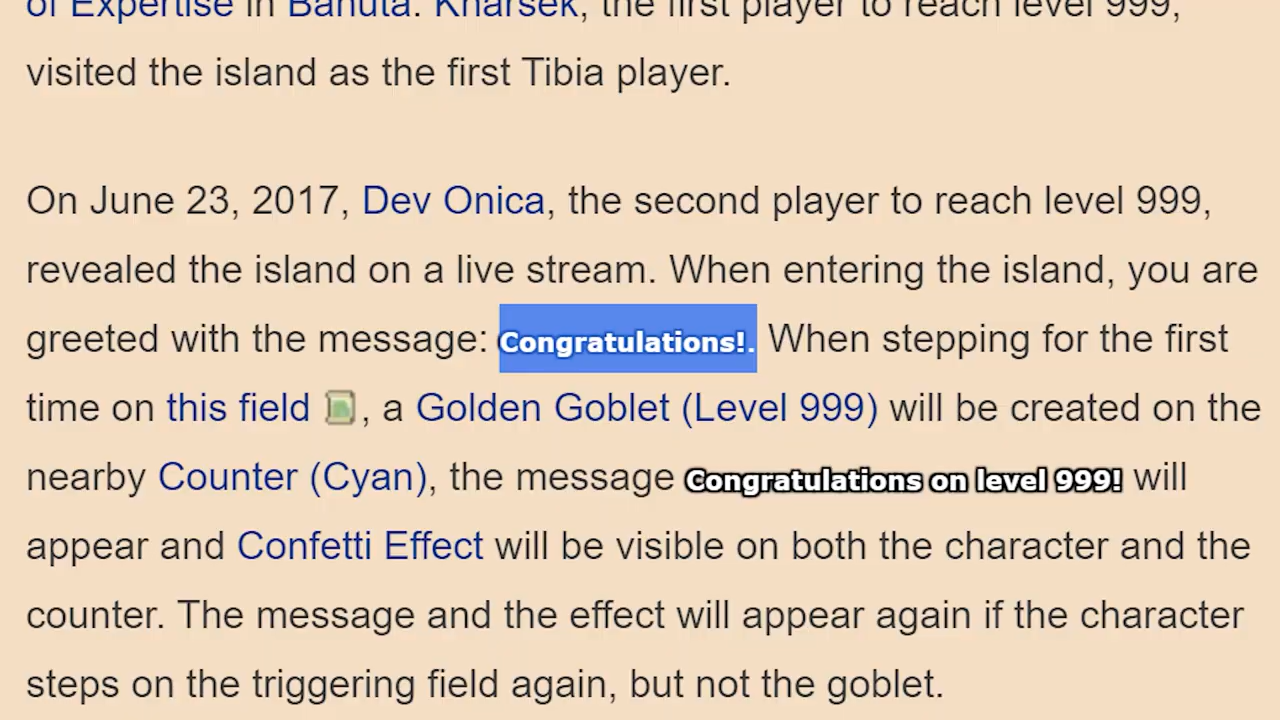 of Expertise in Banuta. Kharsek, the first player to reach level 999,
visited the island as the first Tibia player.
On June 23, 2017, Dev Onica, the second player to reach level 999,
revealed the island on a live stream. When entering the island, you are
greeted with the message: Congratulations!. When stepping for the first
time on this field , a Golden Goblet (Level 999) will be created on the
nearby Counter (Cyan), the message Congratulations on level 999! will
appear and Confetti Effect will be visible on both the character and the
counter. The message and the effect will appear again if the character
steps on the triggering field again, but not the goblet.